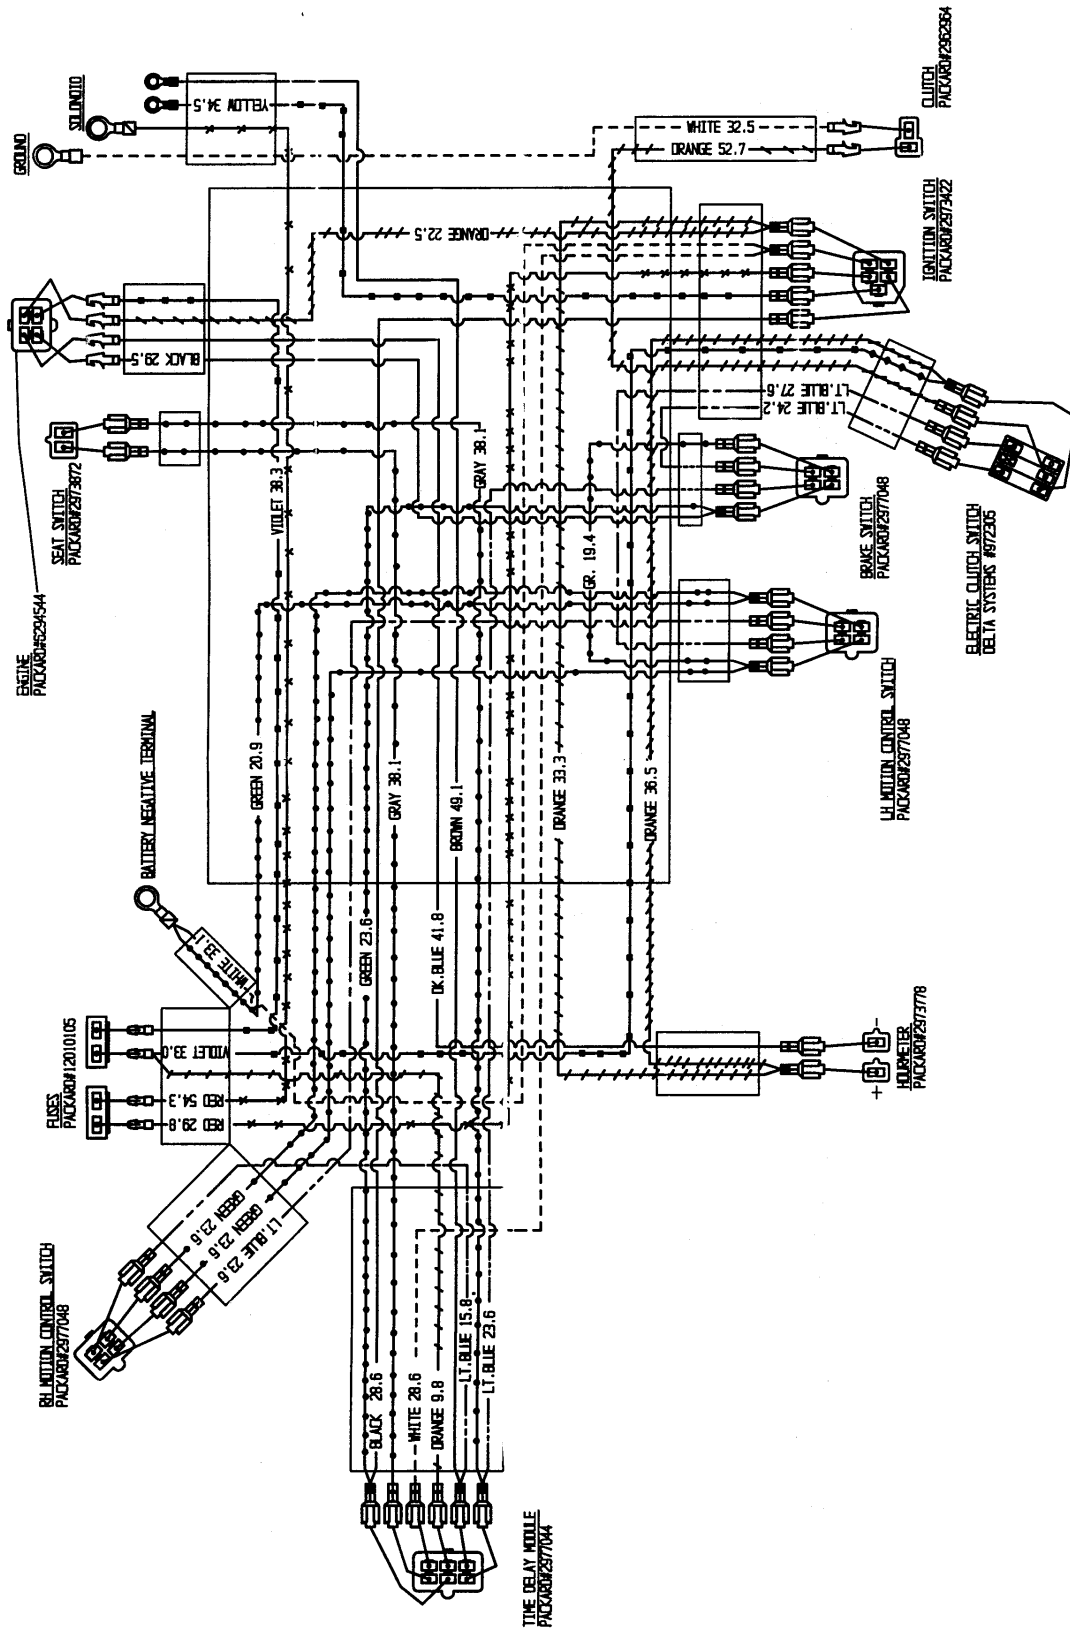 GROUND
SOLONOID
YELLOW 34.5
CLUTCH
PACKARD#2962964
WHITE 32.5
ORANGE 52.7
IGNITION SWITCH
PACKARD#2973422
ORANGE 22.5
ENGINE
PACKARD#6294544
BLACK 29.5
SEAT SWITCH
PACKARD#2973872
VIOLET 38.3
GRAY 38.1
LT.BLUE 27.6
LT.BLUE 24.2
ELECTRIC CLUTCH SWITCH
DELTA SYSTEMS #972305
BRAKE SWITCH
PACKARD#2977048
GR. 19.4
LH MOTION CONTROL SWITCH
PACKARD#2977048
BATTERY NEGATIVE TERMINAL
WHITE 33.1
GREEN 20.9
GREEN 23.6
GRAY 38.1
DK.BLUE 41.8
BROWN 49.1
ORANGE 33.3
ORANGE 36.5
FUSES
PACKARD#12010105
VIOLET 33.0
RED 54.3
RED 29.8
HOURMETER
PACKARD#2973778
+
-
RH MOTION CONTROL SWITCH
PACKARD#2977048
GREEN 23.6
GREEN 23.6
LT.BLUE 23.6
BLACK 28.6
WHITE 28.6
ORANGE 9.8
LT.BLUE 15.8
LT.BLUE 23.6
TIME DELAY MODULE
PACKARD#2977044